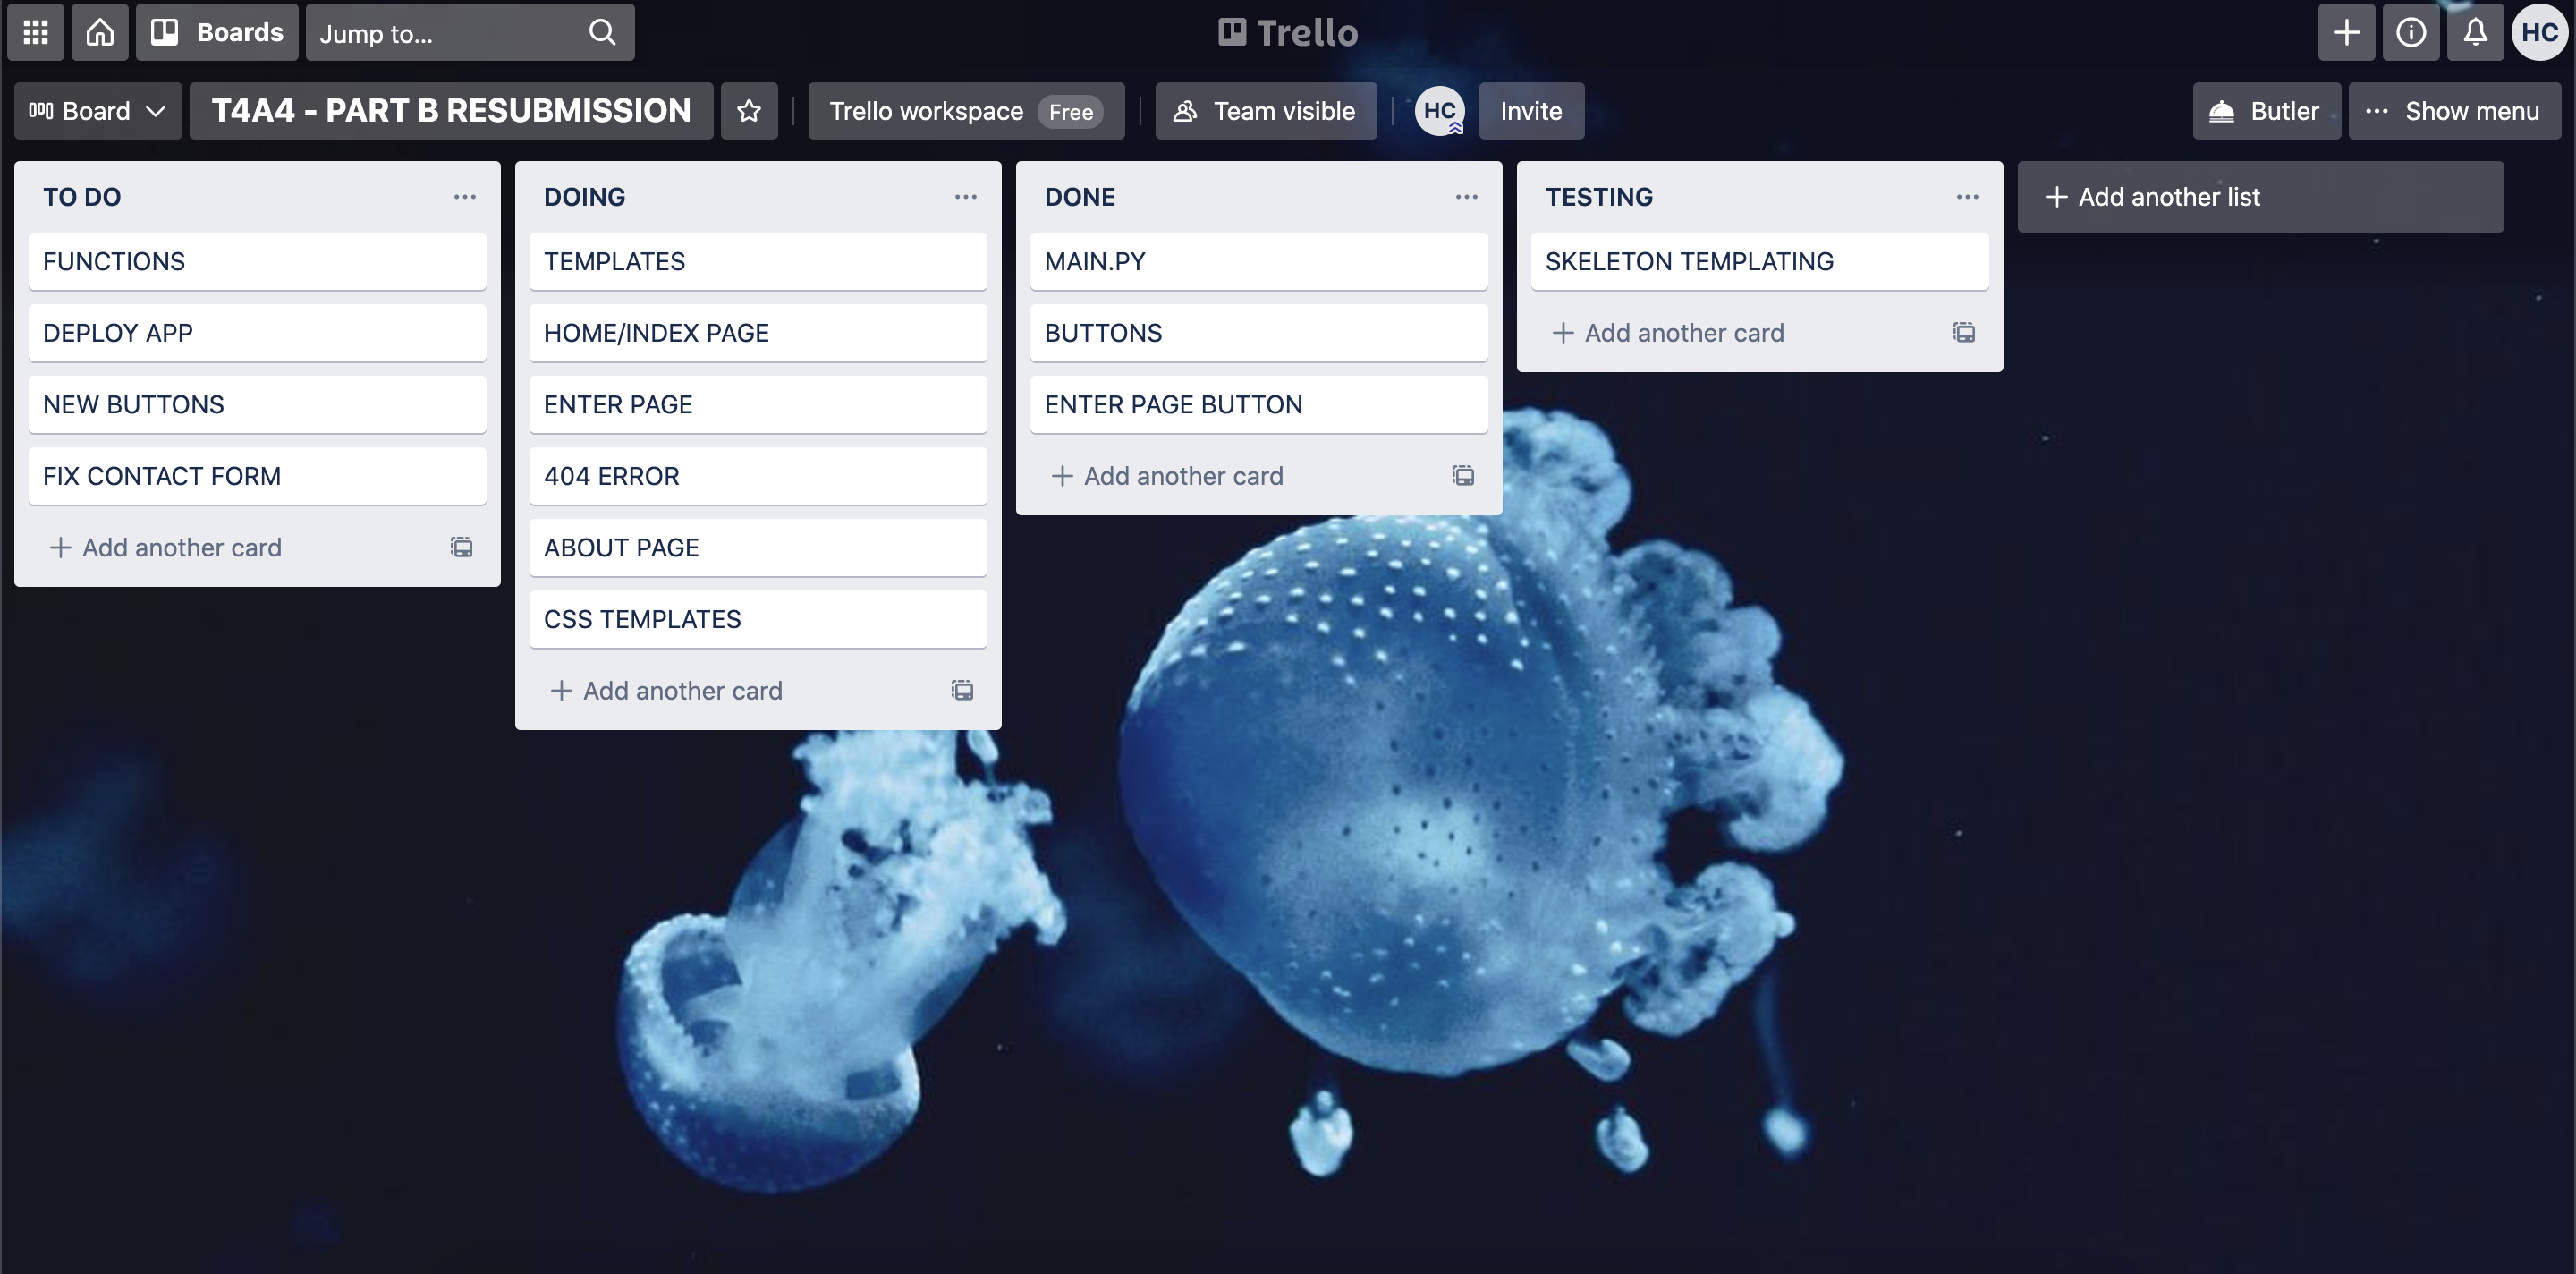 Boards
Jump to...
Trello
HC
Board
T4A4 - PART B RESUBMISSION
Trello workspace Free
Team visible
HC
Invite
Butler
Show menu
TO DO
FUNCTIONS
DEPLOY APP
NEW BUTTONS
FIX CONTACT FORM
Add another card
DOING
TEMPLATES
HOME/INDEX PAGE
ENTER PAGE
404 ERROR
ABOUT PAGE
CSS TEMPLATES
Add another card
DONE
MAIN.PY
BUTTONS
ENTER PAGE BUTTON
Add another card
TESTING
SKELETON TEMPLATING
Add another card
Add another list